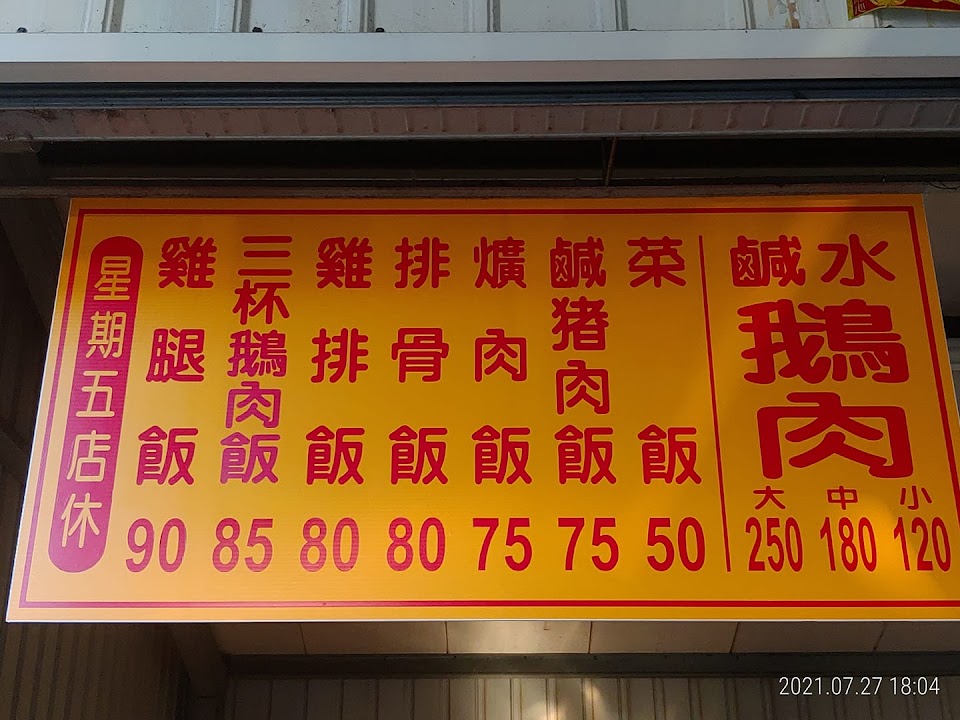 星期五店休
雞腿飯
90
三杯鵝肉飯
85
雞排飯
80
排骨飯
80
爌肉飯
75
鹹猪肉飯
75
菜飯
50
鹹水
鵝
肉
大 中 小
250 180 120
2021.07.27 18:04